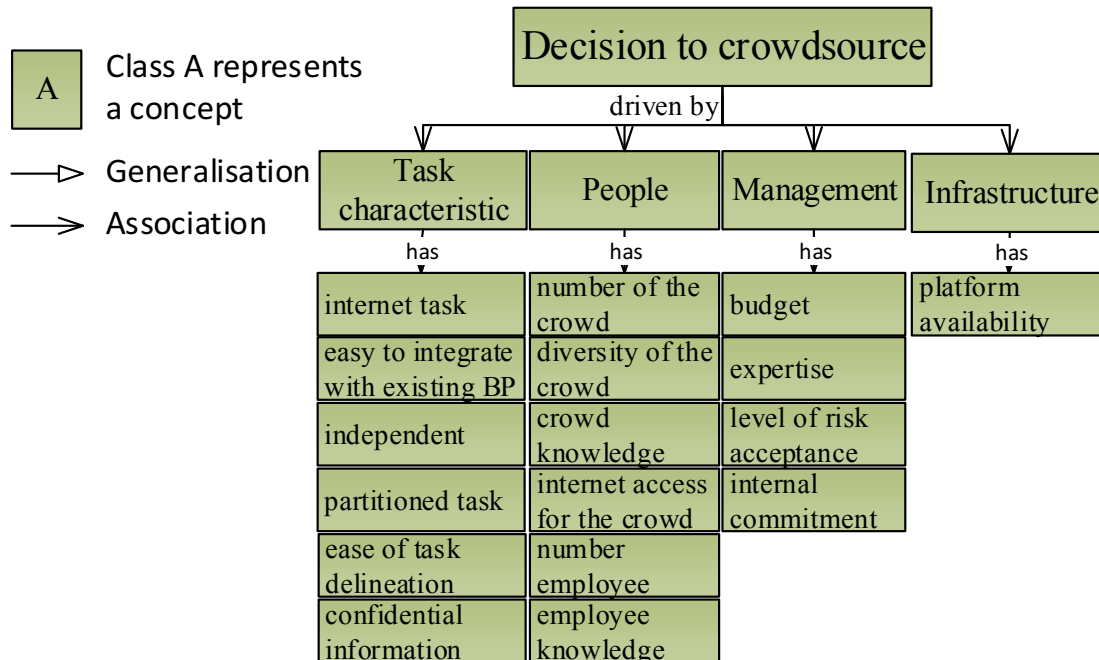 Decision to crowdsource
A
Class A represents
a concept
Generalisation
Association
driven by
Task
characteristic
People
Management
Infrastructure
has
has
has
has
internet task
easy to integrate
with existing BP
independent
partitioned task
ease of task
delineation
confidential
information
number of the
crowd
diversity of the
crowd
crowd
knowledge
internet access
for the crowd
number
employee
employee
knowledge
budget
expertise
level of risk
acceptance
internal
commitment
platform
availability